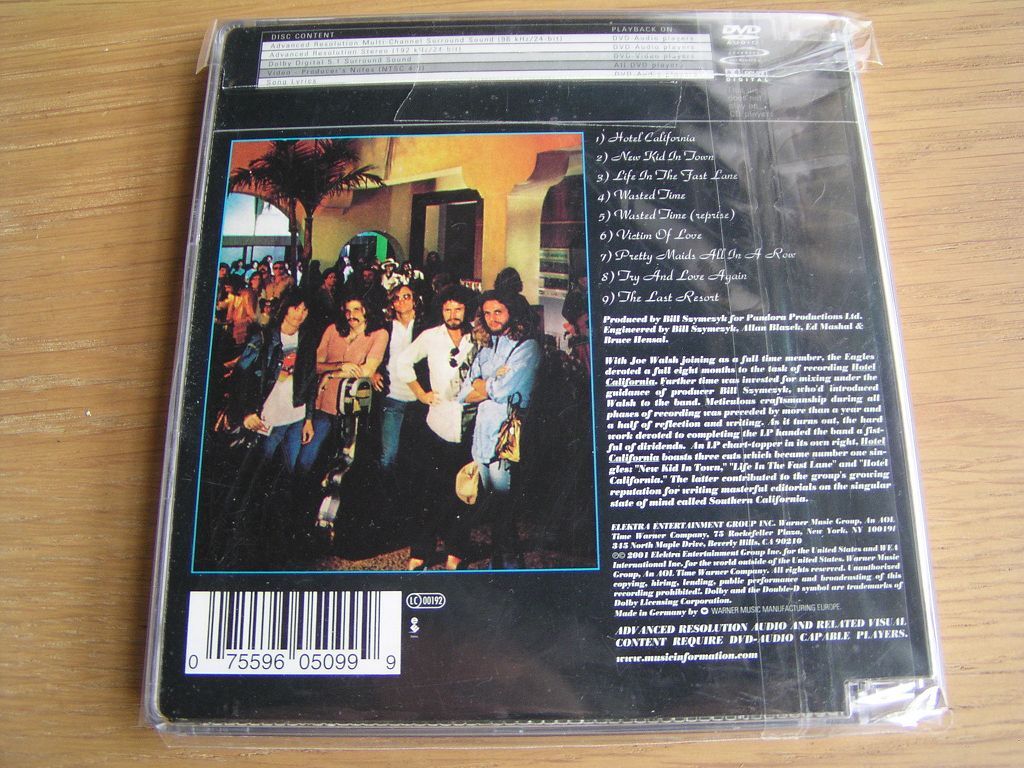 DISC CONTENT
PLAYBACK ON
Advanced Resolution Multi-Channel Surround Sound (96 kHz/24-bit)
DVD Audio players
Advanced Resolution Stereo (192 kHz/24-bit)
DVD Audio players
Dolby Digital 5.1 Surround Sound
DVD-Video players
Video - Producer's Notes (NTSC
All DVD players
Song Lyrics
DVD
AUDIO
DIGITAL
1) Hotel California
2) New Kid In Town
3) Life In The Fast Lane
4) Wasted Time
5) Wasted Time (reprise)
6) Victim Of Love
7) Pretty Maids All In A Row
8) Try And Love Again
9) The Last Resort
Produced by Bill Szymczyk for Pandora Productions Ltd.
Engineered by Bill Szymczyk, Allan Blazek, Ed Mashal &
Bruce Hensal.
With Joe Walsh joining as a full time member, the Eagles
devoted a full eight months to the task of recording Hotel
California. Further time was invested for mixing under the
guidance of producer Bill Szymczyk, who'd introduced
Walsh to the band. Meticulous craftsmanship during all
phases of recording was preceded by more than a year and
a half of reflection and writing. As it turns out, the hard
work devoted to completing the LP handed the band a fist-
ful of dividends. An LP chart-topper in its own right, Hotel
California boasts three cuts which became number one sin-
gles: "New Kid In Town," "Life In The Fast Lane" and "Hotel
California." The latter contributed to the group's growing
reputation for writing masterful editorials on the singular
state of mind called Southern California.
ELEKTRA ENTERTAINMENT GROUP INC. Warner Music Group, An AOL
Time Warner Company, 75 Rockefeller Plaza, New York, NY 10019/
345 North Maple Drive, Beverly Hills, CA 90210
℗© 2001 Elektra Entertainment Group Inc. for the United States and WEA
International Inc. for the world outside of the United States. Warner Music
Group, An AOL Time Warner Company. All rights reserved. Unauthorized
copying, hiring, lending, public performance and broadcasting of this
recording prohibited!. Dolby and the Double-D symbol are trademarks of
Dolby Licensing Corporation.
Made in Germany by WARNER MUSIC MANUFACTURING EUROPE.
ADVANCED RESOLUTION AUDIO AND RELATED VISUAL
CONTENT REQUIRE DVD-AUDIO CAPABLE PLAYERS.
www.musicinformation.com
LC 00192
0 75596 05099 9